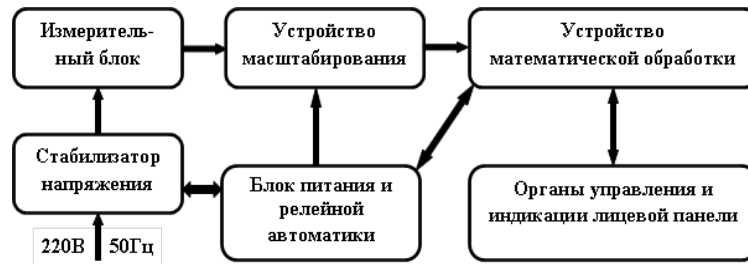 Измеритель-
ный блок
Устройство
масштабирования
Устройство
математической обработки
Стабилизатор
напряжения
Блок питания и
релейной
автоматики
Органы управления и
индикации лицевой панели
220В 50Гц